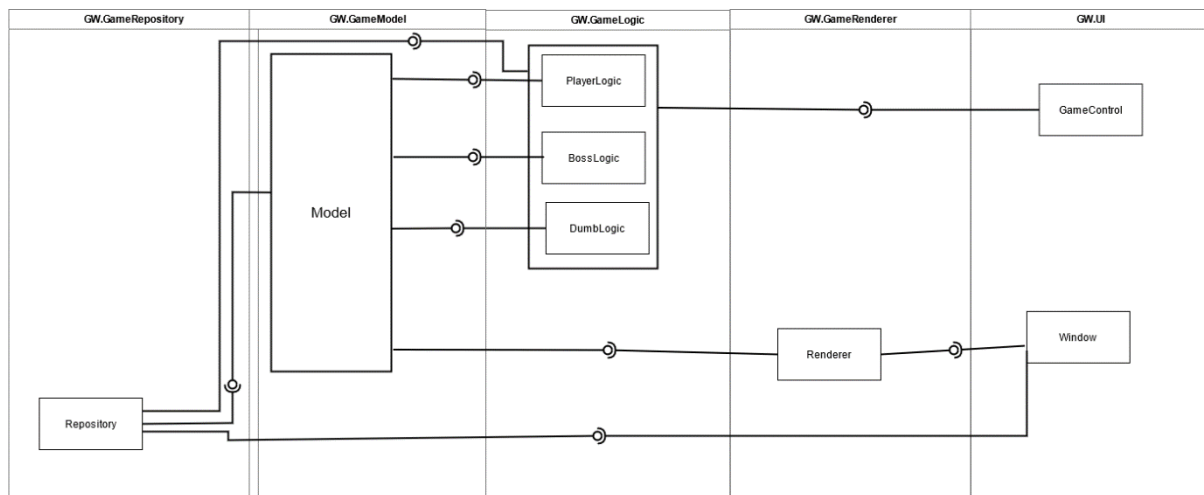 GW.GameRepository
GW.GameModel
GW.GameLogic
GW.GameRenderer
GW.UI
PlayerLogic
GameControl
BossLogic
Model
DumbLogic
Window
Renderer
Repository